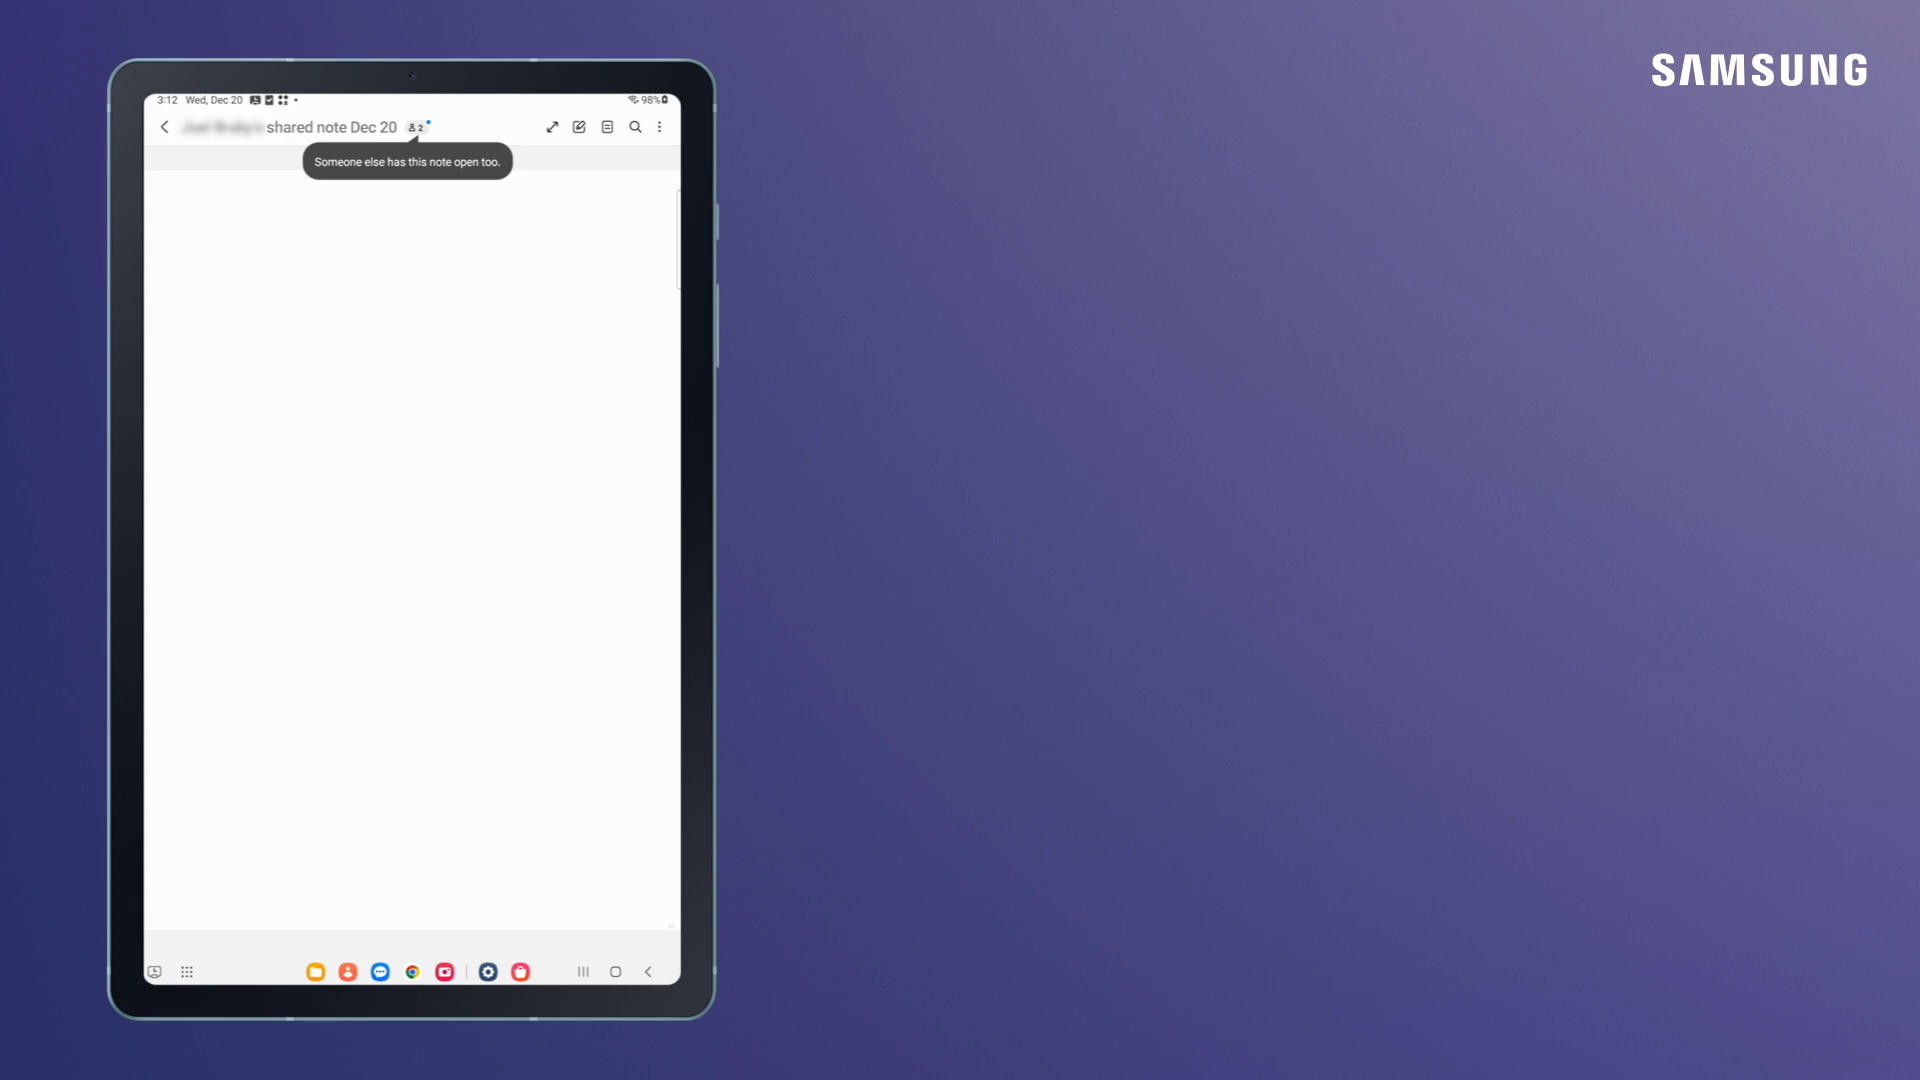 SAMSUNG
3:12 Wed, Dec 20
98%
shared note Dec 20 2
Someone else has this note open too.